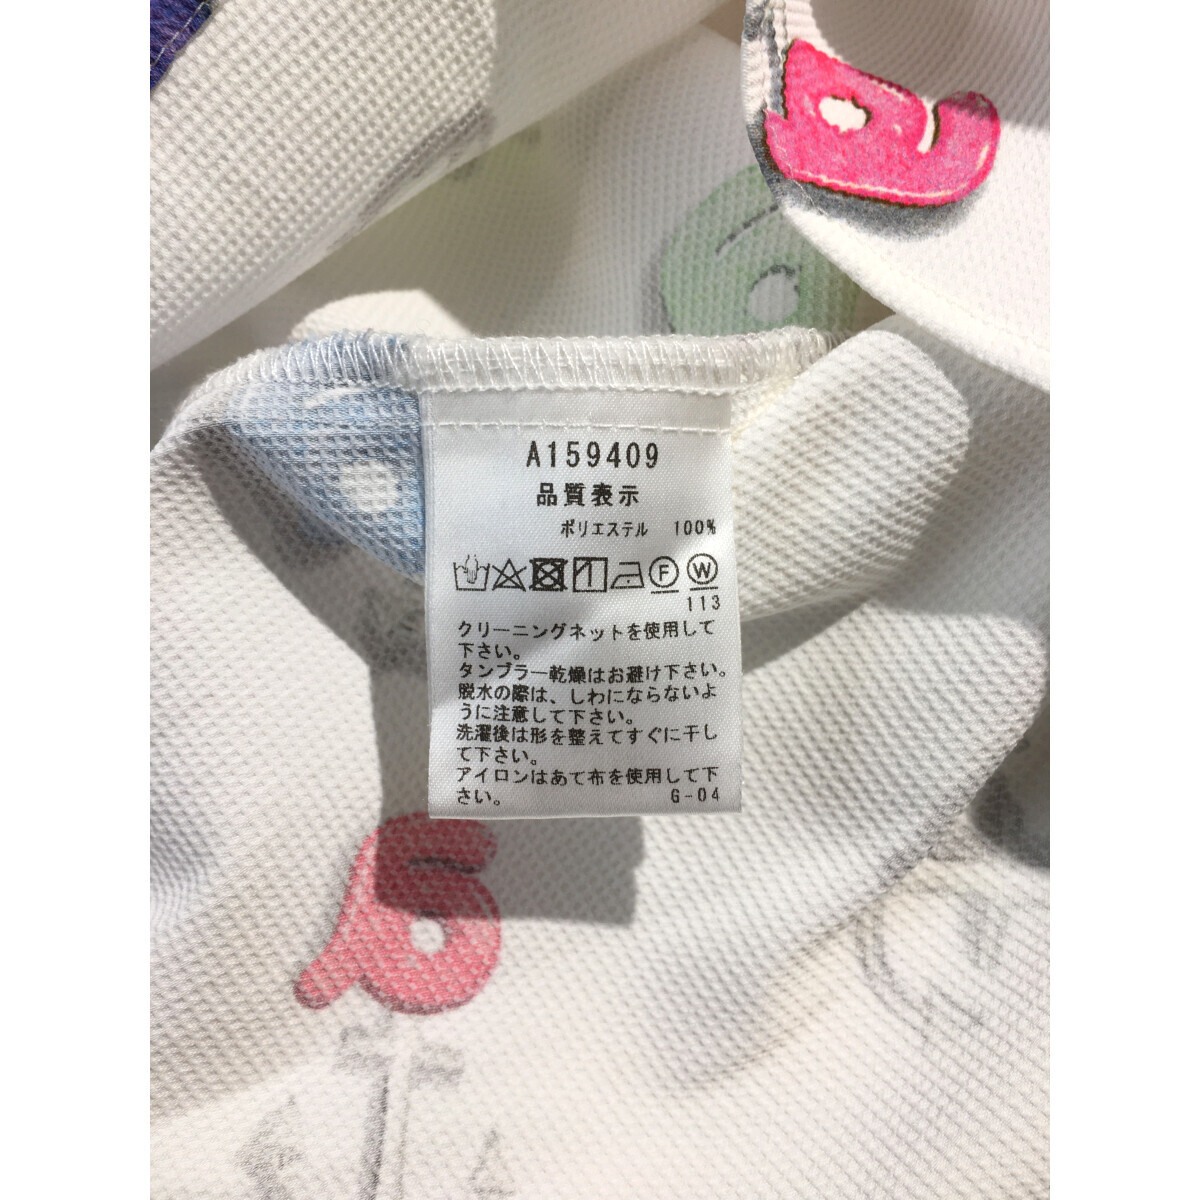 A159409
品質表示
ポリエステル 100%
F W
113
クリーニングネットを使用して
下さい。
タンブラー乾燥はお避け下さい。
脱水の際は、しわにならないよ
うに注意して下さい。
洗濯後は形を整えてすぐに干し
て下さい。
アイロンはあて布を使用して下
さい。 G-04